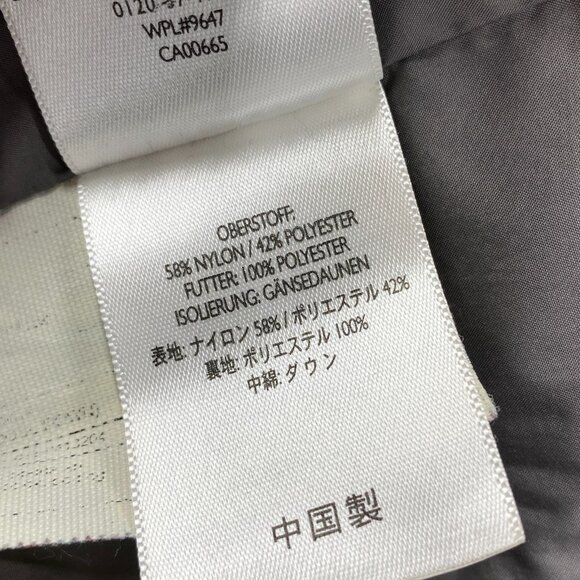 WPL#9647
CA00665
OBERSTOFF:
58% NYLON / 42% POLYESTER
FUTTER: 100% POLYESTER
ISOLIERUNG: GÄNSEDAUNEN
表地: ナイロン 58% / ポリエステル 42%
裏地: ポリエステル 100%
中綿: ダウン
中国製